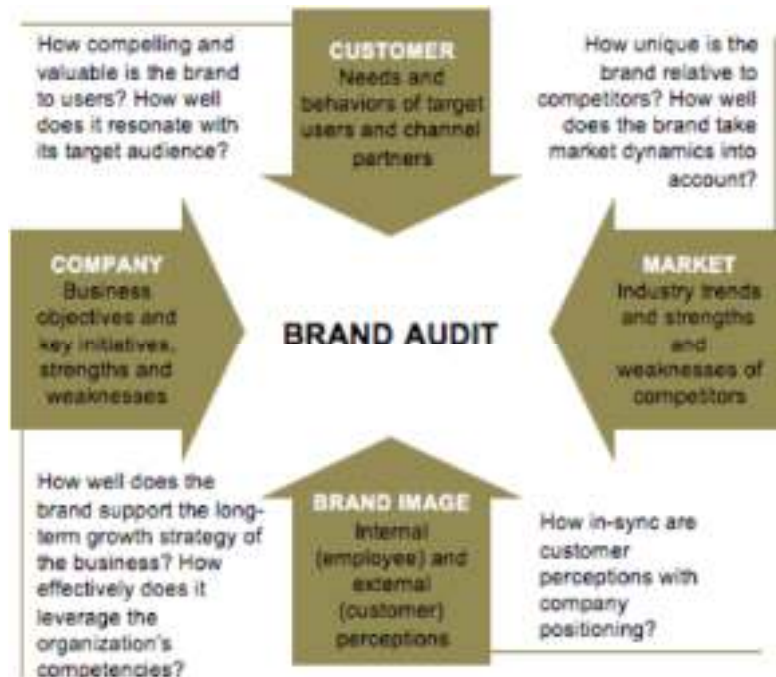 How compelling and
valuable is the brand
to users? How well
does it resonate with
its target audience?
CUSTOMER
Needs and
behaviors of target
users and channel
partners
How unique is the
brand relative to
competitors? How well
does the brand take
market dynamics into
account?
COMPANY
Business
objectives and
key initiatives,
strengths and
weaknesses
BRAND AUDIT
MARKET
Industry trends
and strengths
and
weaknesses of
competitors
How well does the
brand support the long-
term growth strategy of
the business? How
effectively does it
leverage the
organization's
competencies?
BRAND IMAGE
Internal
(employee) and
external
(customer)
perceptions
How in-sync are
customer
perceptions with
company
positioning?